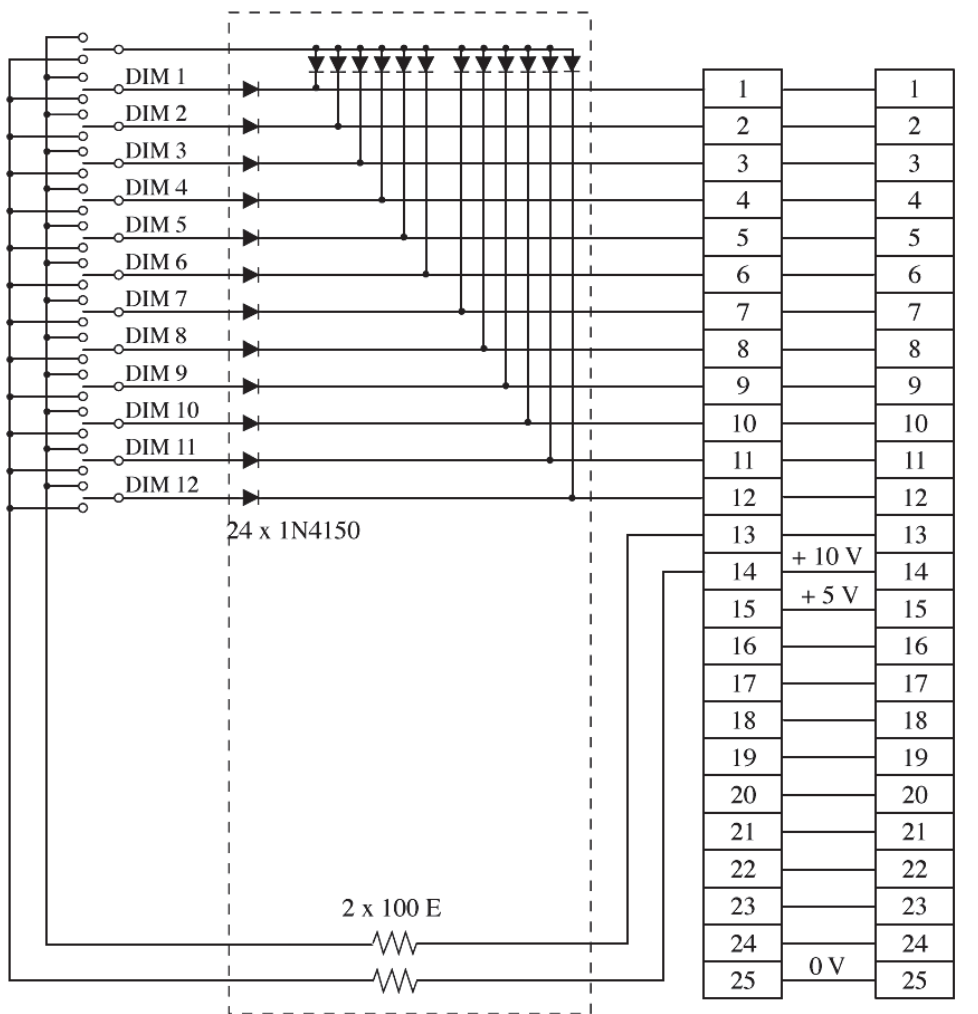 DIM 1
1 1
DIM 2
2 2
DIM 3
3 3
DIM 4
4 4
DIM 5
5 5
DIM 6
6 6
DIM 7
7 7
DIM 8
8 8
DIM 9
9 9
DIM 10
10 10
DIM 11
11 11
DIM 12
12 12
24 x 1N4150
13 13
+ 10 V
14 14
+ 5 V
15 15
16 16
17 17
18 18
19 19
20 20
21 21
22 22
23 23
2 x 100 E
24 24
0 V
25 25